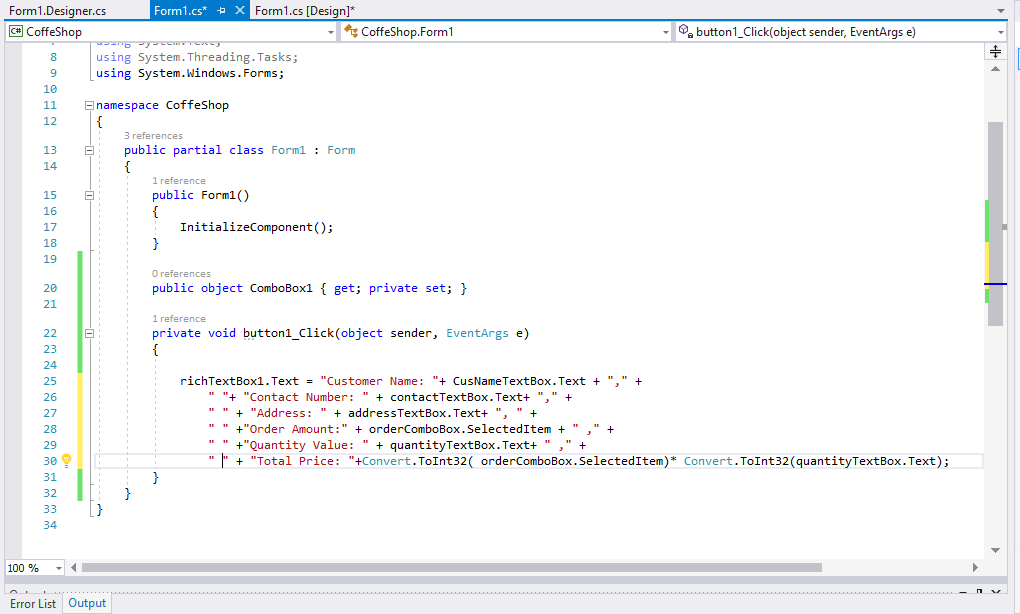 Form1.Designer.cs Form1.cs* Form1.cs [Design]*
C# CoffeShop CoffeShop.Form1 button1_Click(object sender, EventArgs e)
7 using System.Text;
8 using System.Threading.Tasks;
9 using System.Windows.Forms;
10
11 namespace CoffeShop
12 {
3 references
13 public partial class Form1 : Form
14 {
1 reference
15 public Form1()
16 {
17 InitializeComponent();
18 }
19
0 references
20 public object ComboBox1 { get; private set; }
21
1 reference
22 private void button1_Click(object sender, EventArgs e)
23 {
24
25 richTextBox1.Text = "Customer Name: "+ CusNameTextBox.Text + "," +
26 " "+ "Contact Number: " + contactTextBox.Text+ "," +
27 " " + "Address: " + addressTextBox.Text+ ", " +
28 " " +"Order Amount:" + orderComboBox.SelectedItem + " ," +
29 " " +"Quantity Value: " + quantityTextBox.Text+ " ," +
30 " " + "Total Price: "+Convert.ToInt32( orderComboBox.SelectedItem)* Convert.ToInt32(quantityTextBox.Text);
31 }
32 }
33 }
34
100 %
Error List Output